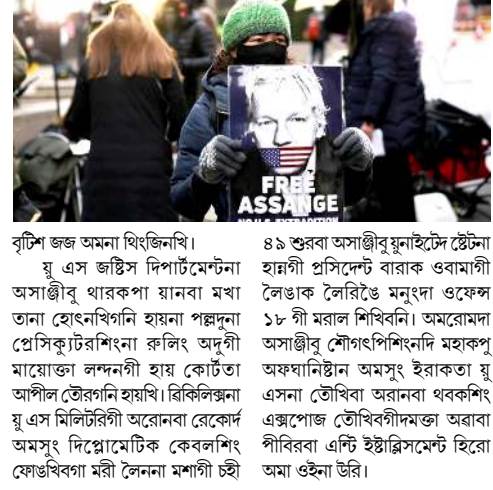 FREE
ASSANGE
NO U.S. EXTRADITION
বৃটিশ জজ অমনা থিংজিনখি।
য়ু এস জষ্টিস দিপার্টমেন্টনা
অসাঞ্জীবু থারকপা য়ানবা মখা
তানা হোৎনখিগনি হায়না পল্লদুনা
প্রেসিক্যুটরশিংনা রুলিং অদুগী
মায়োক্তা লন্দনগী হায় কোর্টতা
আপীল তৌরগনি হায়খি। ৱিকিলিক্সনা
য়ু এস মিলিটরিগী অরোনবা রেকোর্দ
অমসুং দিপ্লোমেটিক কেবলশিং
ফোঙখিবগা মরী লৈননা মশাগী চহী
৪৯ শুরবা অসাঞ্জীবু য়ুনাইটেদ ষ্টেটনা
হান্নগী প্রসিদেন্ট বারাক ওবামাগী
লৈঙাক লৈরিঙৈ মনুংদা ওফেন্স
১৮ গী মরাল শিখিবনি। অমরোমদা
অসাঞ্জীবু শৌগৎপিশিংনদি মহাকপু
অফঘানিষ্টান অমসুং ইরাকতা য়ু
এসনা তৌখিবা অরানবা থবকশিং
এক্সপোজ তৌখিবগীদমক্তা অৱাবা
পীবিরবা এন্টি ইষ্টাব্লিসমেন্ট হিরো
অমা ওইনা উরি।